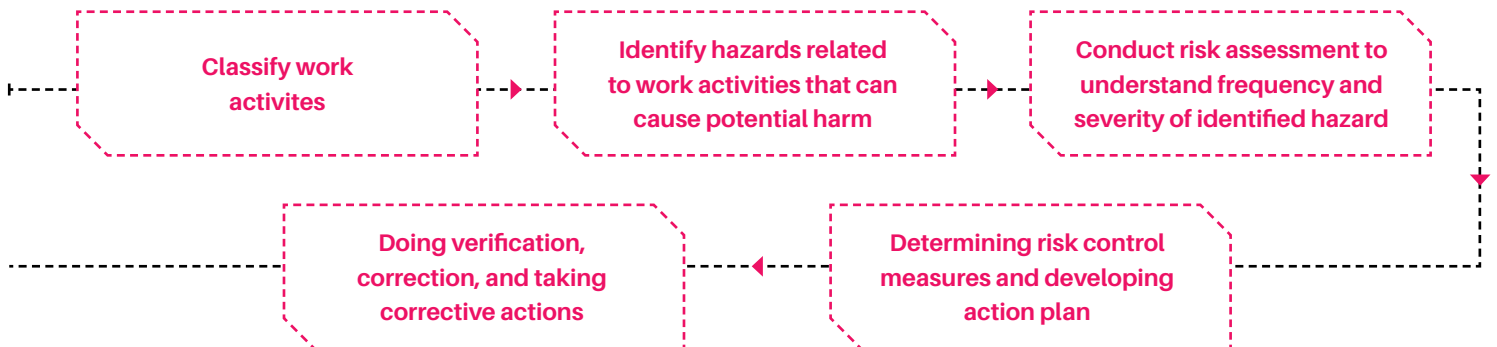 Classify work
activites
Identify hazards related
to work activities that can
cause potential harm
Conduct risk assessment to
understand frequency and
severity of identified hazard
Determining risk control
measures and developing
action plan
Doing verification,
correction, and taking
corrective actions